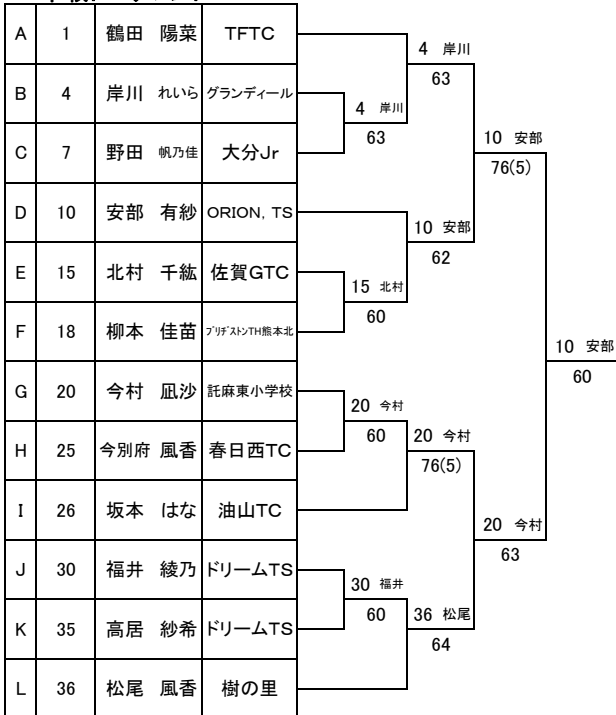 A 1 鶴田 陽菜 TFTC
B 4 岸川 れいら グランディール
C 7 野田 帆乃佳 大分Jr
D 10 安部 有紗 ORION, TS
E 15 北村 千紘 佐賀GTC
F 18 柳本 佳苗 ブリヂストンTH熊本北
G 20 今村 凪沙 託麻東小学校
H 25 今別府 風香 春日西TC
I 26 坂本 はな 油山TC
J 30 福井 綾乃 ドリームTS
K 35 高居 紗希 ドリームTS
L 36 松尾 風香 樹の里
4 岸川
63
15 北村
60
20 今村
60
30 福井
60
4 岸川
63
10 安部
62
20 今村
76(5)
36 松尾
64
10 安部
76(5)
20 今村
63
10 安部
60